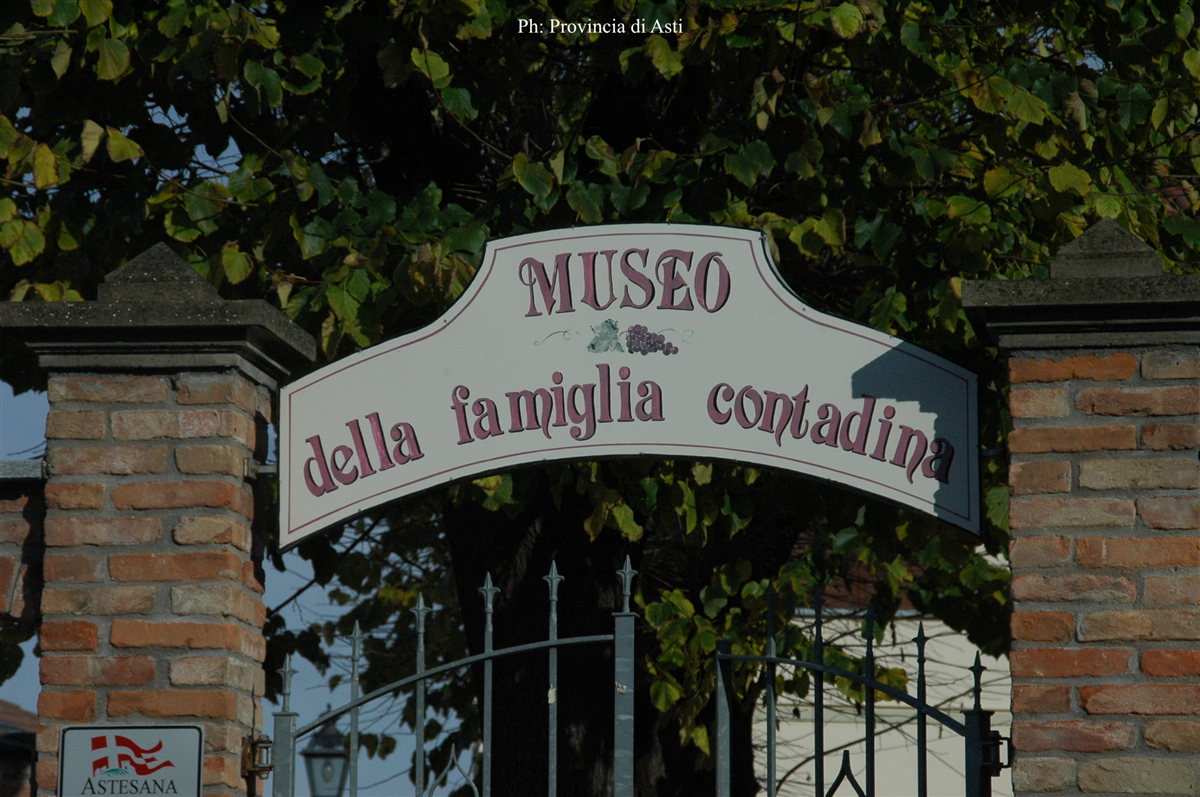 Ph: Provincia di Asti
MUSEO
della famiglia contadina
ASTESANA